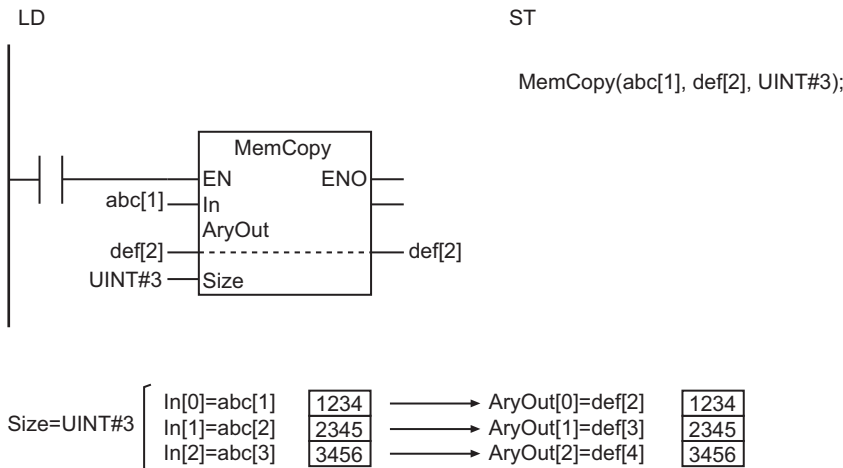 LD ST
MemCopy(abc[1], def[2], UINT#3);
MemCopy
EN ENO
abc[1] In
AryOut
def[2] def[2]
UINT#3 Size
In[0]=abc[1] 1234 AryOut[0]=def[2] 1234
Size=UINT#3 In[1]=abc[2] 2345 AryOut[1]=def[3] 2345
In[2]=abc[3] 3456 AryOut[2]=def[4] 3456